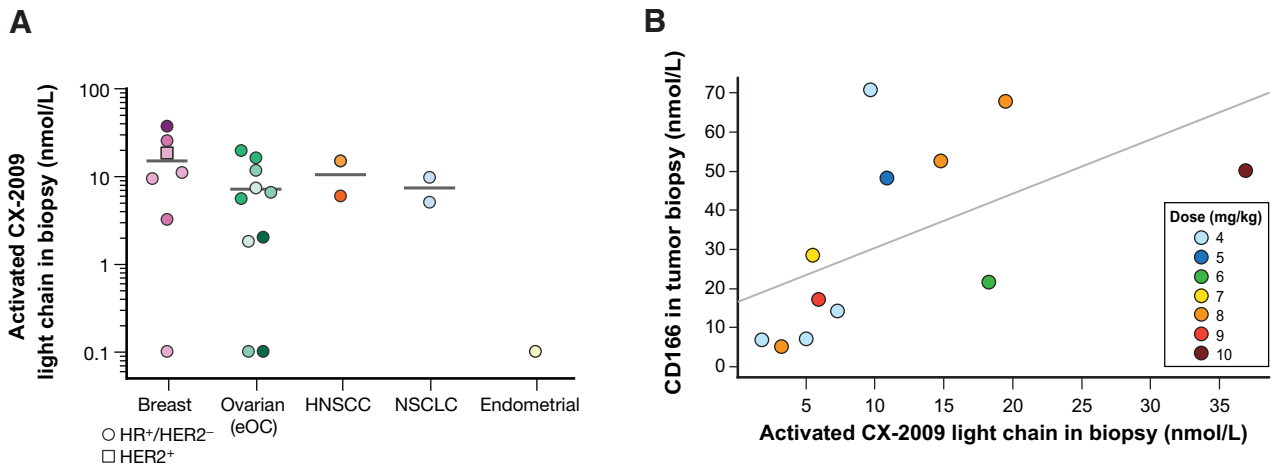 A
Activated CX-2009
light chain in biopsy (nmol/L)
100
10
1
0.1
Breast
Ovarian
(eOC)
HNSCC
NSCLC
Endometrial
HR⁺/HER2⁻
HER2⁺
B
CD166 in tumor biopsy (nmol/L)
70
60
50
40
30
20
10
0
5
10
15
20
25
30
35
Activated CX-2009 light chain in biopsy (nmol/L)
Dose (mg/kg)
4
5
6
7
8
9
10